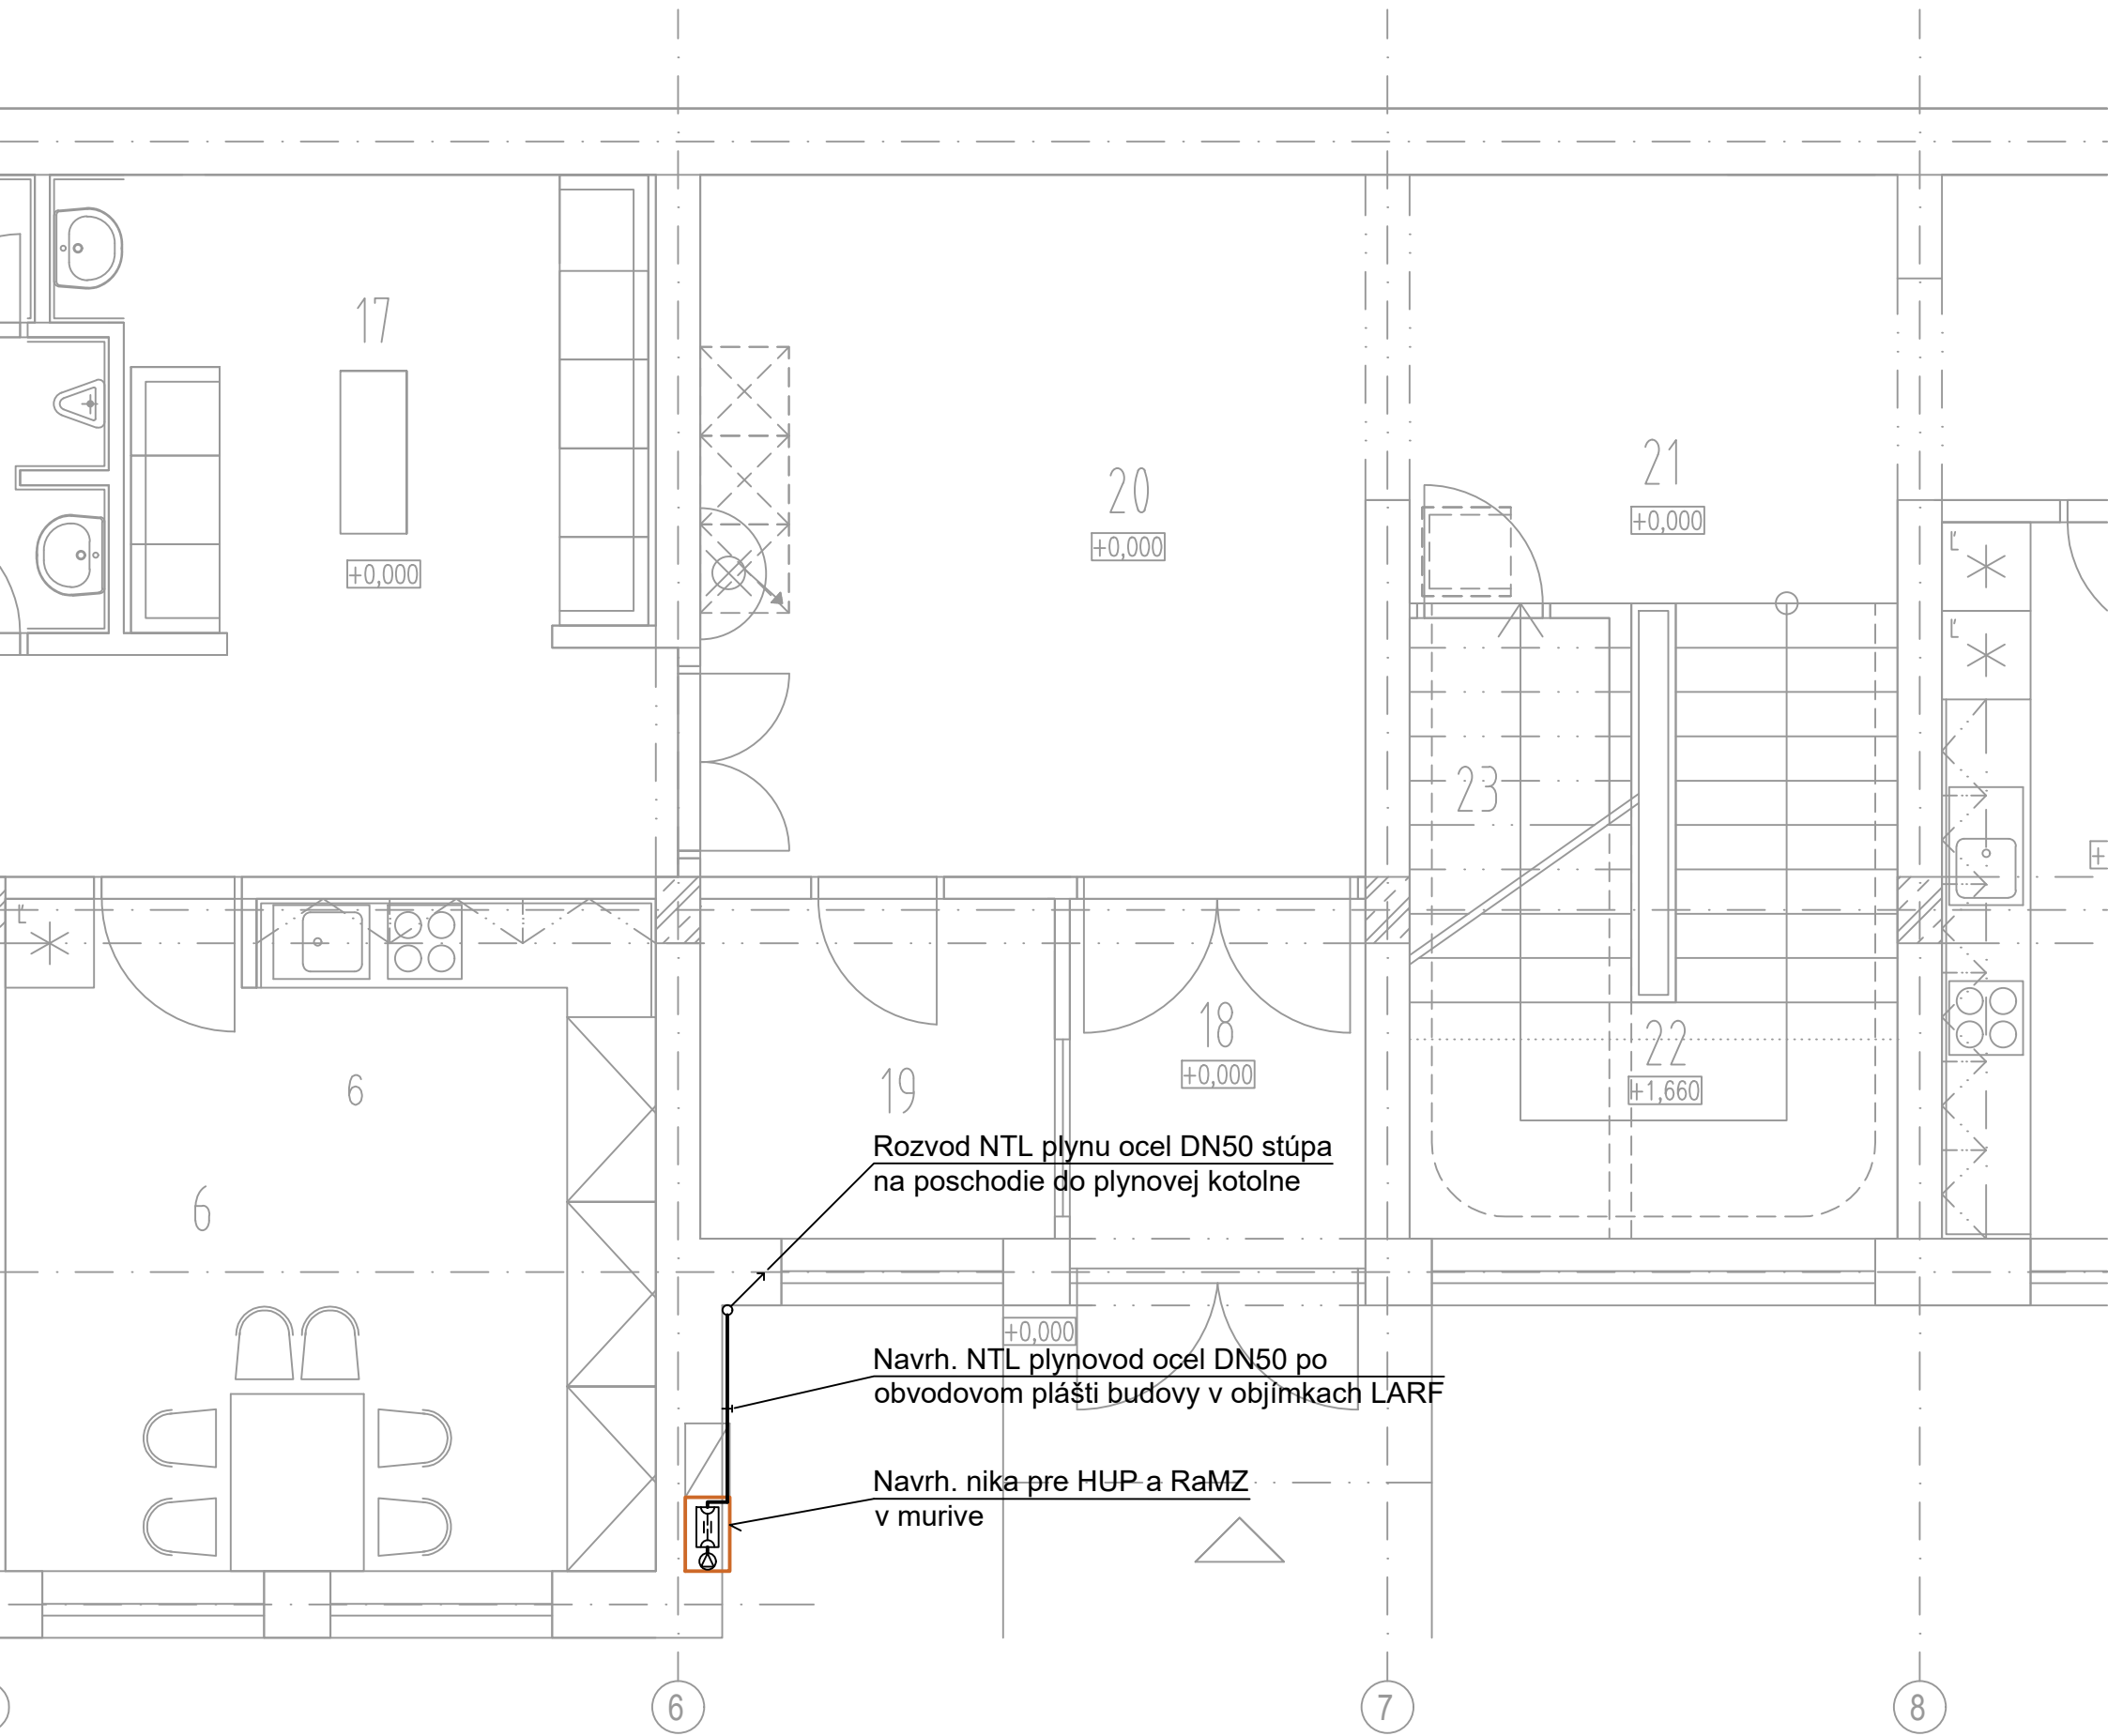 17
+0,000
20
+0,000
21
+0,000
Ľ
Ľ
23
+
Ľ
18
+0,000
22
+1,660
6
19
6
Rozvod NTL plynu ocel DN50 stúpa
na poschodie do plynovej kotolne
+0,000
Navrh. NTL plynovod ocel DN50 po
obvodovom plášti budovy v objímkach LARF
Navrh. nika pre HUP a RaMZ
v murive
6
7
8